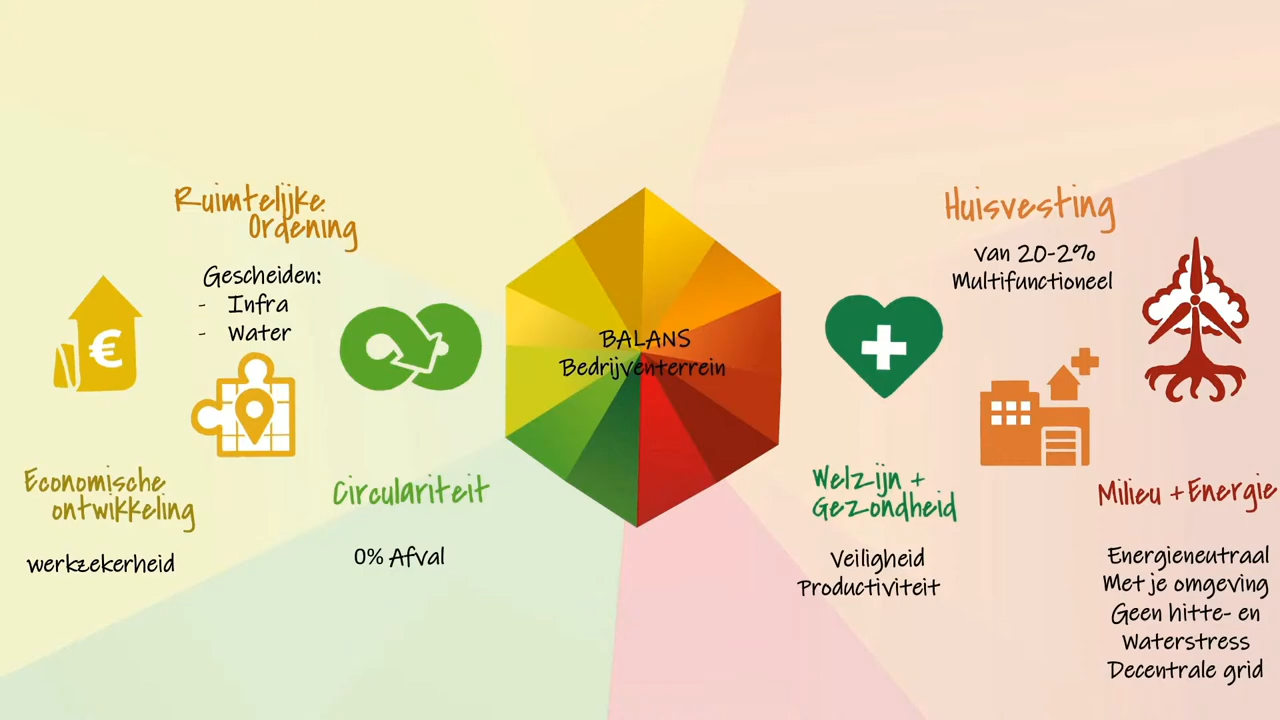 Ruimtelijke
Ordening
Gescheiden:
- Infra
- Water
€
Economische
ontwikkeling
werkzekerheid
Circulariteit
0% Afval
BALANS
Bedrijventerrein
Welzijn +
Gezondheid
Veiligheid
Productiviteit
Huisvesting
van 20-2%
Multifunctioneel
Milieu + Energie
Energieneutraal
Met je omgeving
Geen hitte- en
Waterstress
Decentrale grid